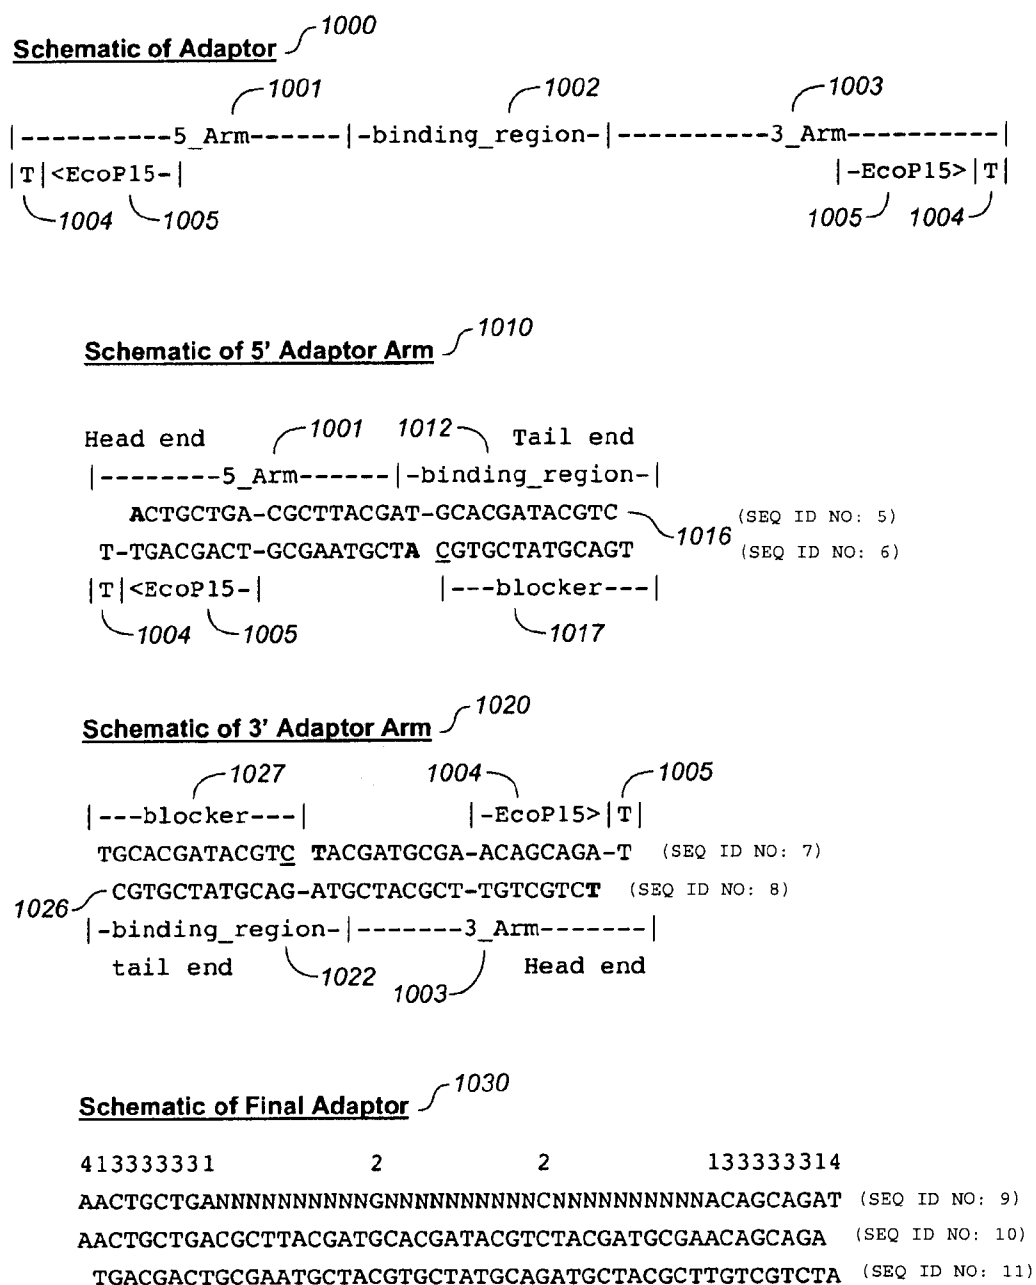 Schematic of Adaptor 1000
1001 1002 1003
|----------5_Arm------|-binding_region-|----------3_Arm----------|
|T|<EcoP15-| |-EcoP15>|T|
1004 1005 1005 1004
Schematic of 5' Adaptor Arm 1010
Head end 1001 1012 Tail end
|--------5_Arm------|-binding_region-|
ACTGCTGA-CGCTTACGAT-GCACGATACGTC (SEQ ID NO: 5)
1016
T-TGACGACT-GCGAATGCTA CGTGCTATGCAGT (SEQ ID NO: 6)
|T|<EcoP15-| |---blocker---|
1004 1005 1017
Schematic of 3' Adaptor Arm 1020
1027 1004 1005
|---blocker---| |-EcoP15>|T|
TGCACGATACGTC TACGATGCGA-ACAGCAGA-T (SEQ ID NO: 7)
1026 CGTGCTATGCAG-ATGCTACGCT-TGTCGTCT (SEQ ID NO: 8)
|-binding_region-|-------3_Arm-------|
tail end 1022 1003 Head end
Schematic of Final Adaptor 1030
413333331 2 2 133333314
AACTGCTGANNNNNNNNNNGNNNNNNNNNNCNNNNNNNNNNACAGCAGAT (SEQ ID NO: 9)
AACTGCTGACGCTTACGATGCACGATACGTCTACGATGCGAACAGCAGA (SEQ ID NO: 10)
TGACGACTGCGAATGCTACGTGCTATGCAGATGCTACGCTTGTCGTCTA (SEQ ID NO: 11)